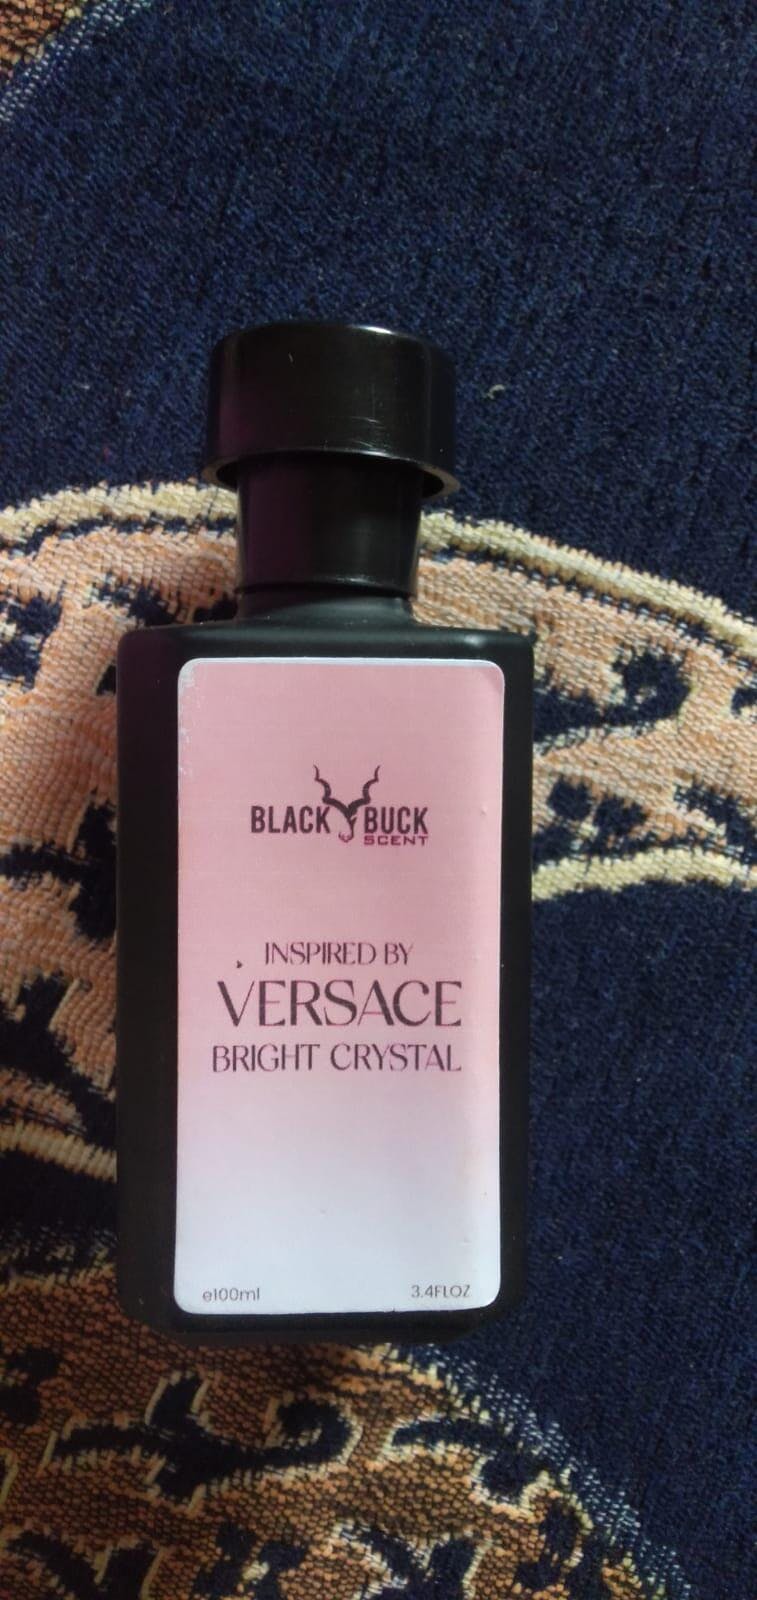 BLACK BUCK
SCENT
INSPIRED BY
VERSACE
BRIGHT CRYSTAL
e100ml 3.4FLOZ